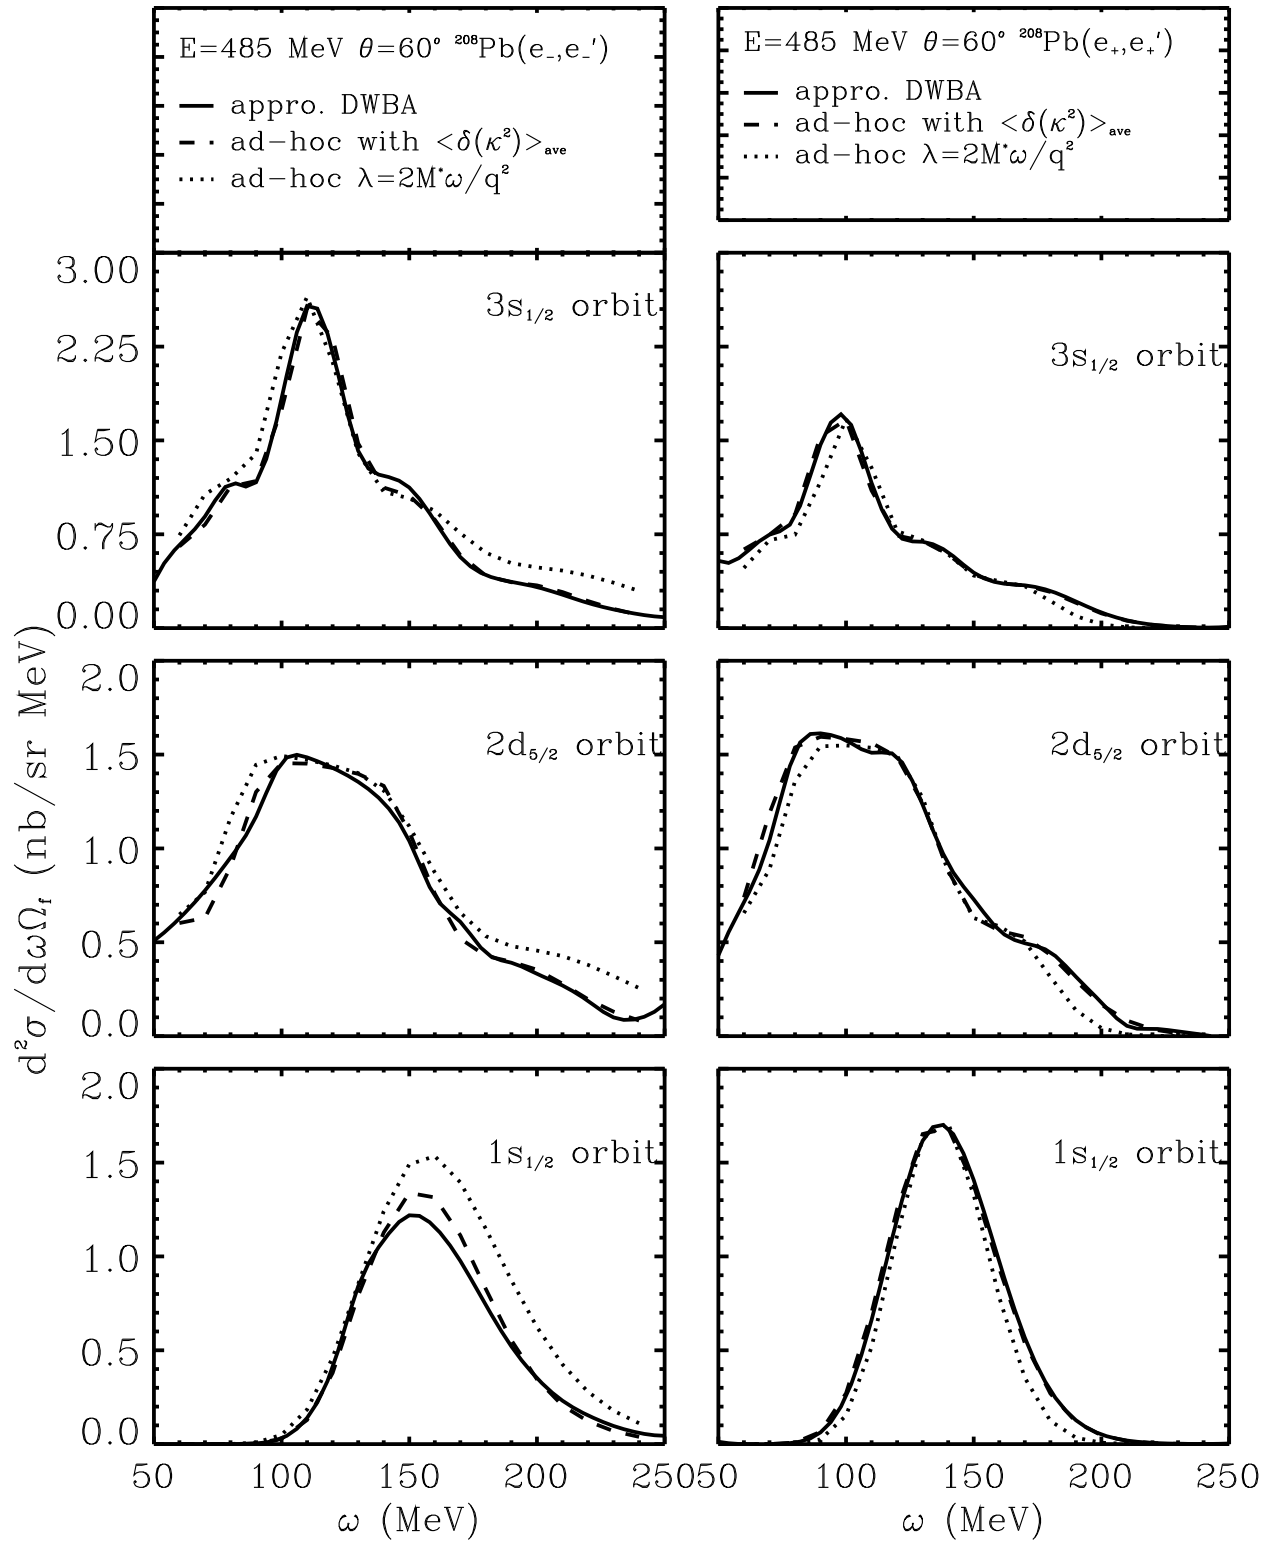 E=485 MeV θ=60° ²⁰⁸Pb(e₋,e₋')
appro. DWBA
ad-hoc with <δ(κ²)>ave
ad-hoc λ=2M*ω/q²
E=485 MeV θ=60° ²⁰⁸Pb(e₊,e₊')
appro. DWBA
ad-hoc with <δ(κ²)>ave
ad-hoc λ=2M*ω/q²
d²σ/dωΩf (nb/sr MeV)
3.00
2.25
1.50
0.75
0.00
3s1/2 orbit
3s1/2 orbit
2.0
1.5
1.0
0.5
0.0
2d5/2 orbit
2d5/2 orbit
2.0
1.5
1.0
0.5
0.0
1s1/2 orbit
1s1/2 orbit
50 100 150 200 250
50 100 150 200 250
ω (MeV)
ω (MeV)